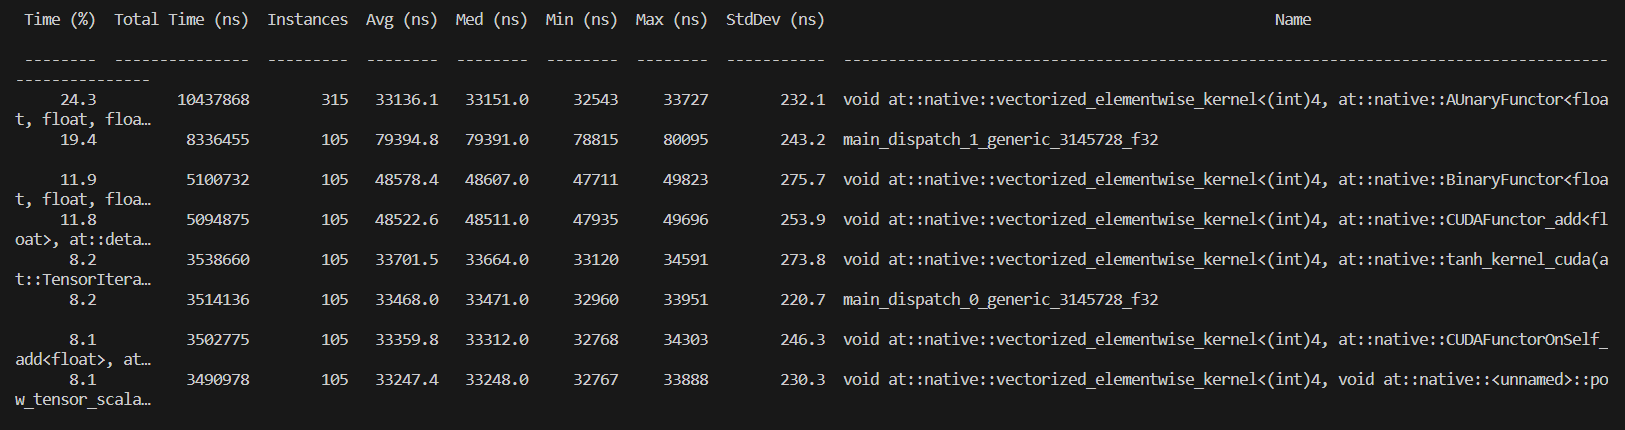 Time (%)  Total Time (ns)  Instances  Avg (ns)  Med (ns)  Min (ns)  Max (ns)  StdDev (ns)  Name
--------  ---------------  ---------  --------  --------  --------  --------  -----------  -------------------------------------------------------------------------------------
---------------
24.3  10437868  315  33136.1  33151.0  32543  33727  232.1  void at::native::vectorized_elementwise_kernel<(int)4, at::native::AUnaryFunctor<floa
t, float, floa…
19.4  8336455  105  79394.8  79391.0  78815  80095  243.2  main_dispatch_1_generic_3145728_f32
11.9  5100732  105  48578.4  48607.0  47711  49823  275.7  void at::native::vectorized_elementwise_kernel<(int)4, at::native::BinaryFunctor<floa
t, float, floa…
11.8  5094875  105  48522.6  48511.0  47935  49696  253.9  void at::native::vectorized_elementwise_kernel<(int)4, at::native::CUDAFunctor_add<fl
oat>, at::deta…
8.2  3538660  105  33701.5  33664.0  33120  34591  273.8  void at::native::vectorized_elementwise_kernel<(int)4, at::native::tanh_kernel_cuda(a
t::TensorItera…
8.2  3514136  105  33468.0  33471.0  32960  33951  220.7  main_dispatch_0_generic_3145728_f32
8.1  3502775  105  33359.8  33312.0  32768  34303  246.3  void at::native::vectorized_elementwise_kernel<(int)4, at::native::CUDAFunctorOnSelf_
add<float>, at…
8.1  3490978  105  33247.4  33248.0  32767  33888  230.3  void at::native::vectorized_elementwise_kernel<(int)4, void at::native::<unnamed>::po
w_tensor_scala…